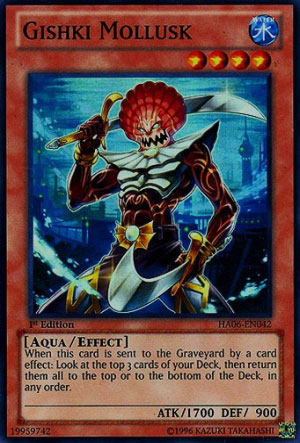 GISHKI MOLLUSK
WATER
水
1st Edition
HA06-EN042
[AQUA / EFFECT]
When this card is sent to the Graveyard by a card
effect: Look at the top 3 cards of your Deck, then return
them all to the top or to the bottom of the Deck, in
any order.
ATK/1700 DEF/ 900
19959742
©1996 KAZUKI TAKAHASHI